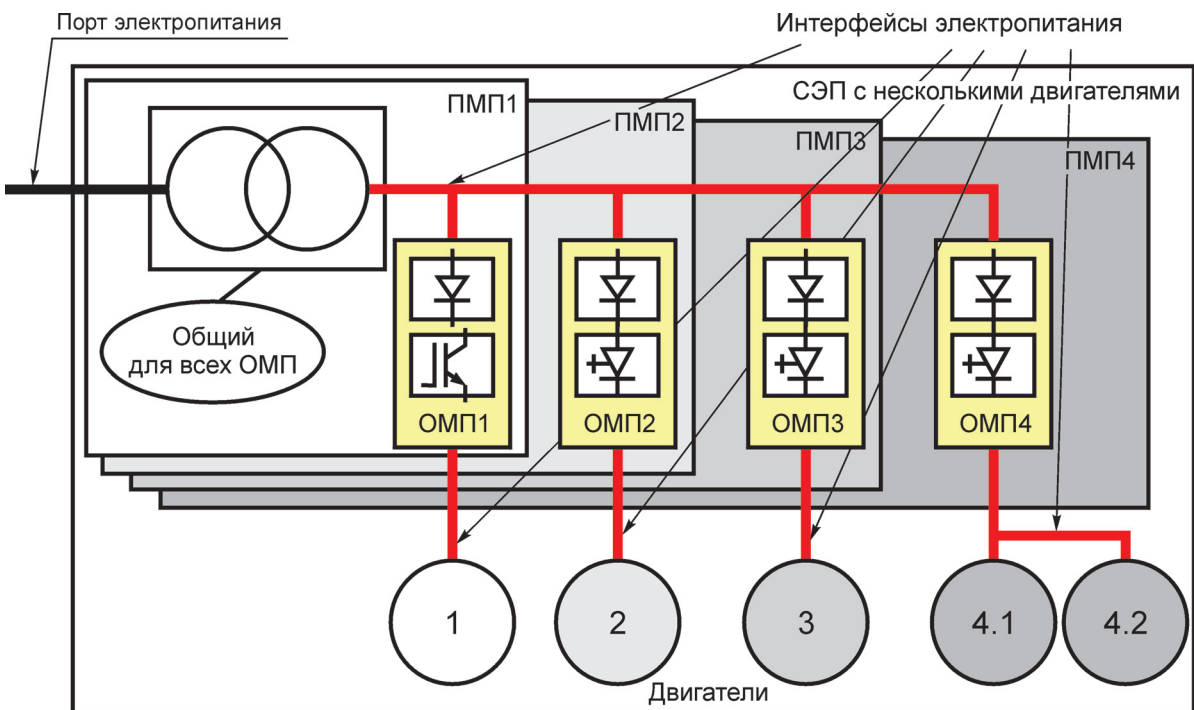 Порт электропитания
Интерфейсы электропитания
СЭП с несколькими двигателями
ПМП1
ПМП2
ПМП3
ПМП4
Общий
для всех ОМП
ОМП1
ОМП2
ОМП3
ОМП4
1
2
3
4.1
4.2
Двигатели